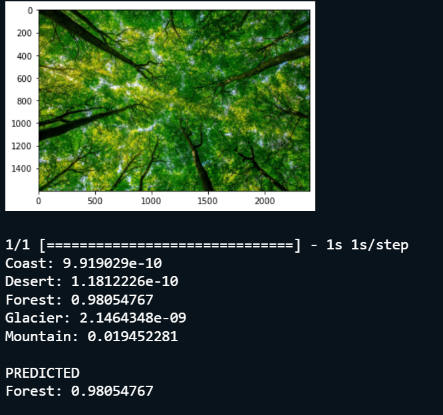 0
200
400
600
800
1000
1200
1400
0 500 1000 1500 2000
1/1 [==============================] - 1s 1s/step
Coast: 9.919029e-10
Desert: 1.1812226e-10
Forest: 0.98054767
Glacier: 2.1464348e-09
Mountain: 0.019452281
PREDICTED
Forest: 0.98054767